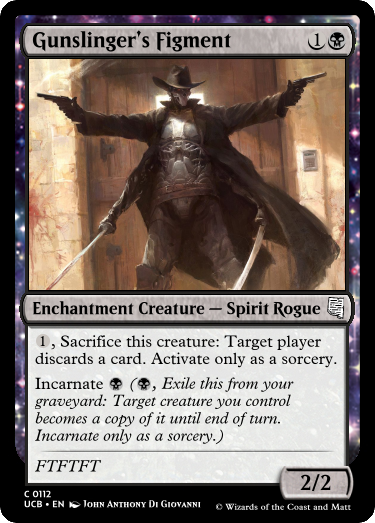 Gunslinger's Figment 1
Enchantment Creature — Spirit Rogue
1, Sacrifice this creature: Target player
discards a card. Activate only as a sorcery.
Incarnate (, Exile this from your
graveyard: Target creature you control
becomes a copy of it until end of turn.
Incarnate only as a sorcery.)
FTFTFT
2/2
C 0112
UCB • EN John Anthony Di Giovanni
© Wizards of the Coast and Matt